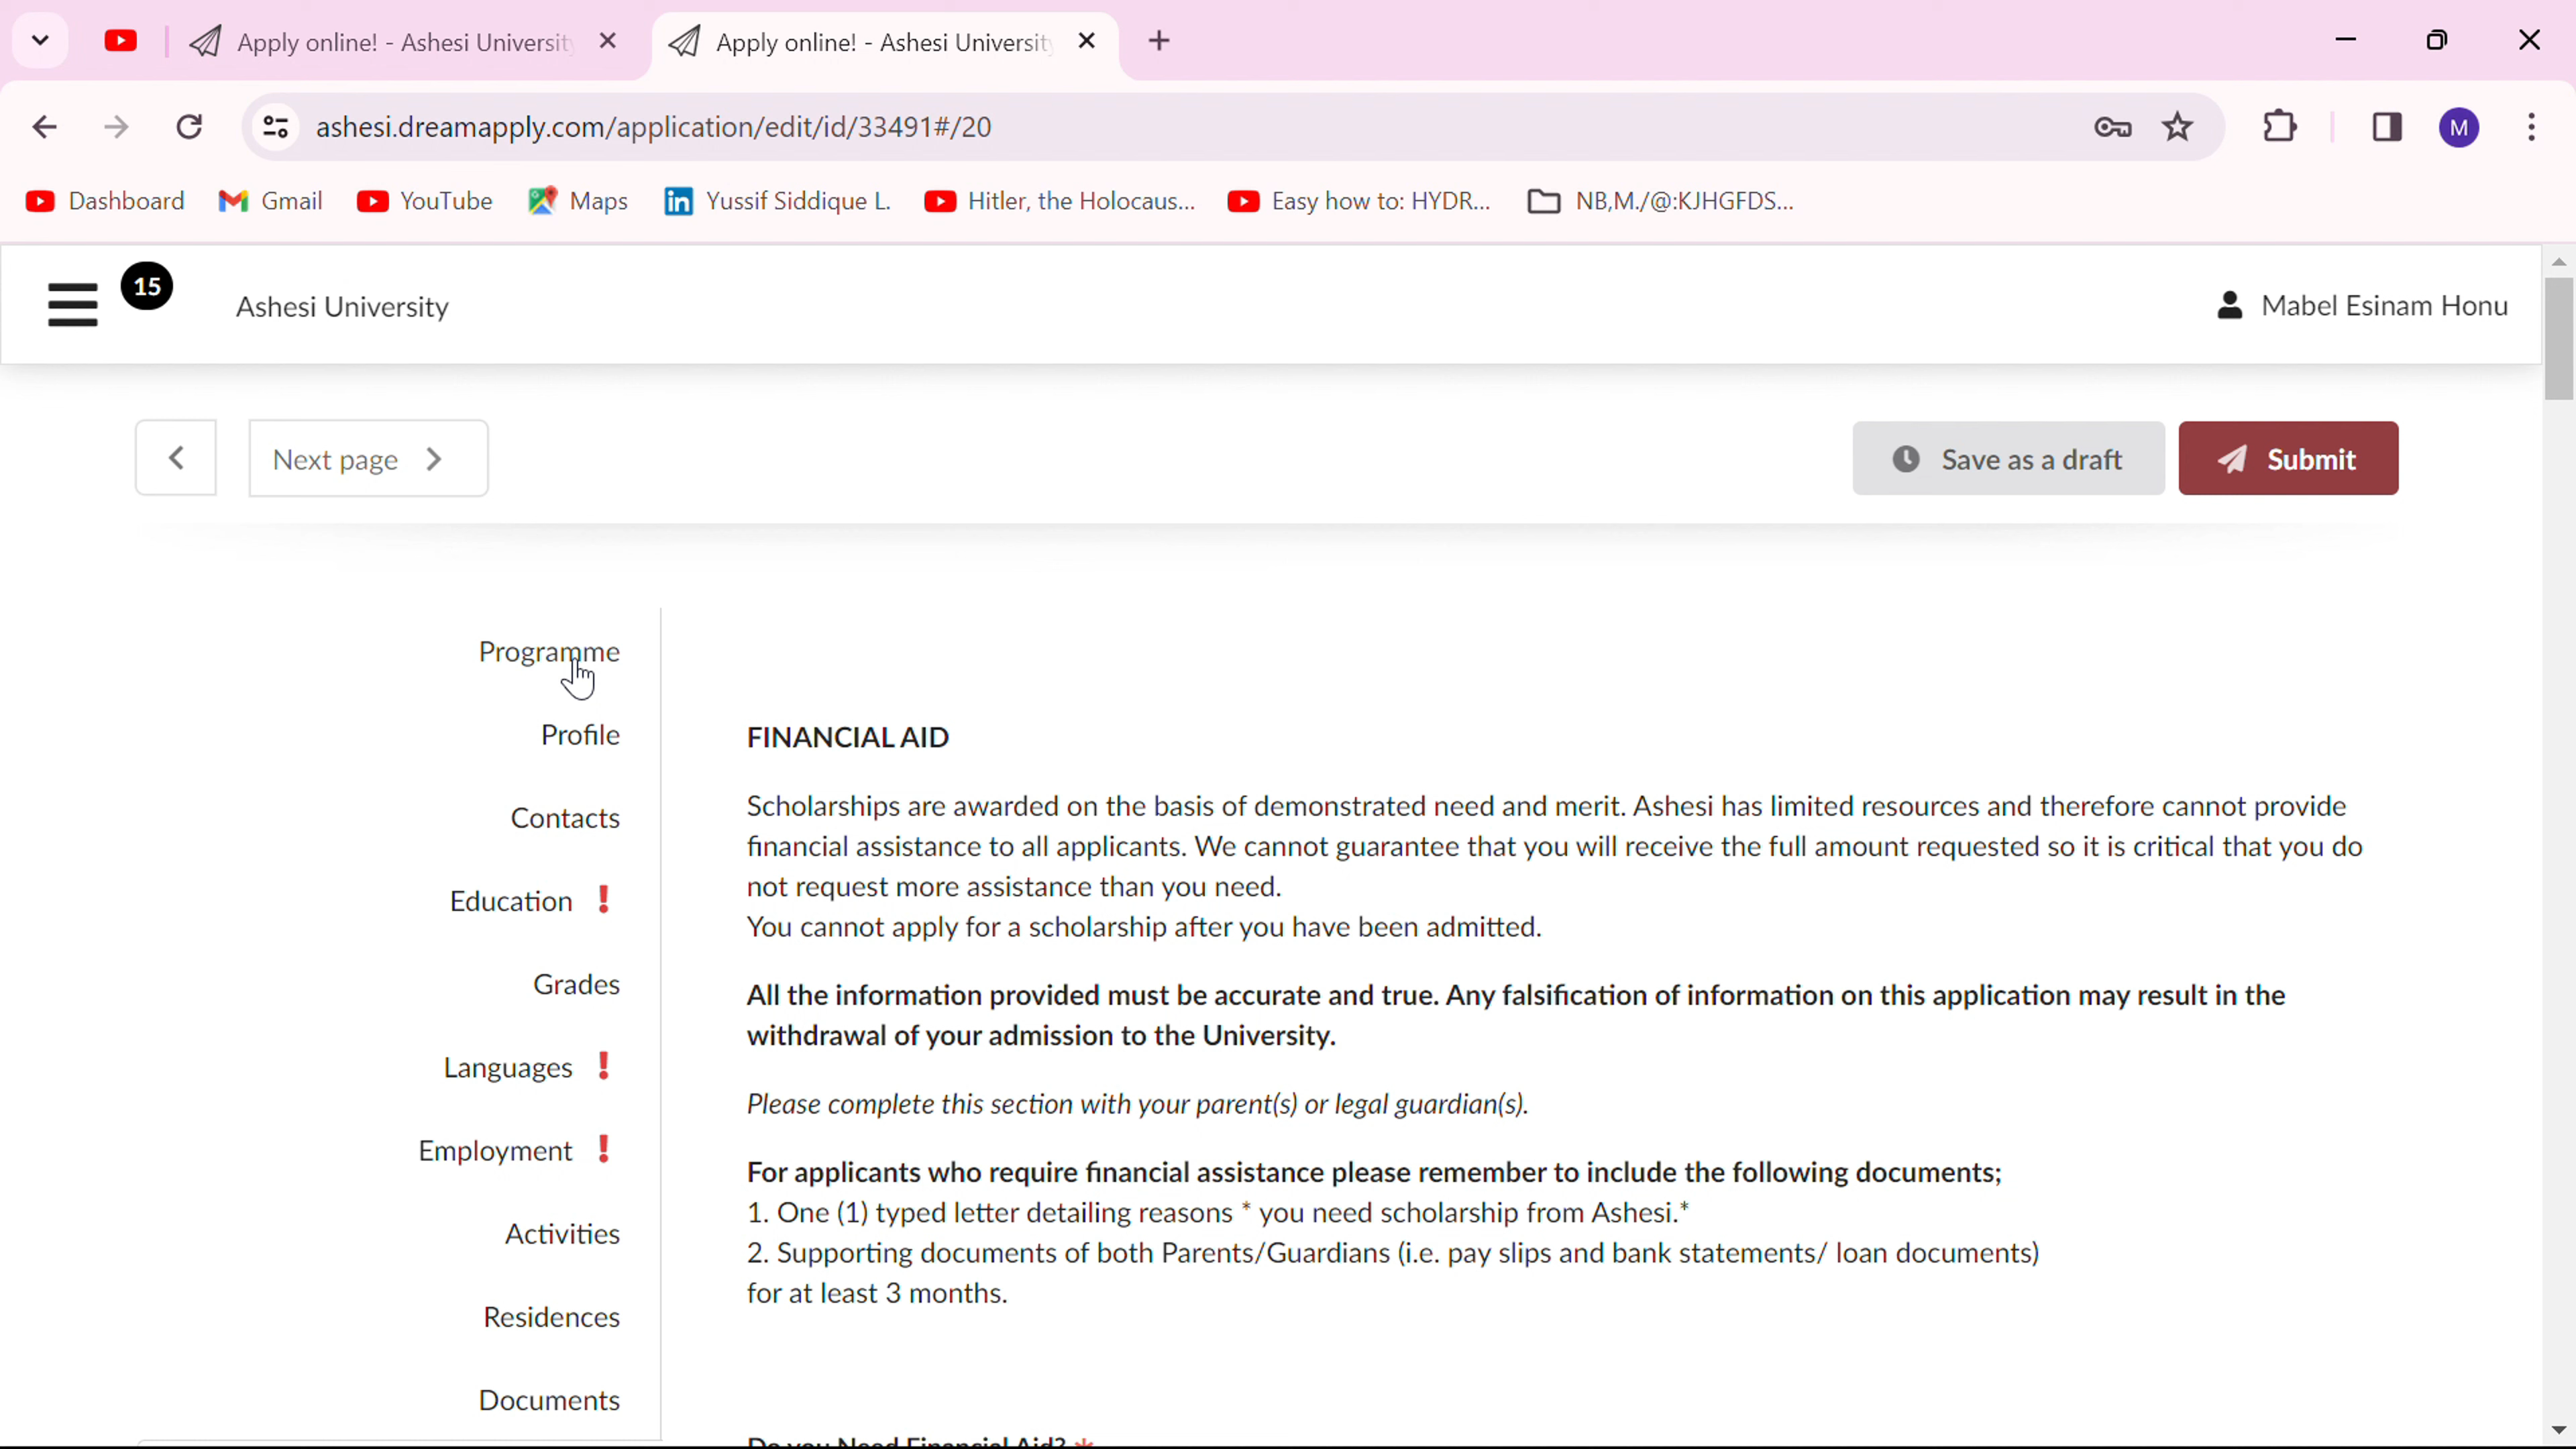 Apply online! - Ashesi Universit
Apply online! - Ashesi Universit
ashesi.dreamapply.com/application/edit/id/33491#/20
M
Dashboard
Gmail
YouTube
Maps
Yussif Siddique L.
Hitler, the Holocaus...
Easy how to: HYDR...
NB,M./@:KJHGFDS...
15
Ashesi University
Mabel Esinam Honu
Next page
Save as a draft
Submit
Programme
Profile
Contacts
Education
Grades
Languages
Employment
Activities
Residences
Documents
FINANCIAL AID
Scholarships are awarded on the basis of demonstrated need and merit. Ashesi has limited resources and therefore cannot provide
financial assistance to all applicants. We cannot guarantee that you will receive the full amount requested so it is critical that you do
not request more assistance than you need.
You cannot apply for a scholarship after you have been admitted.
All the information provided must be accurate and true. Any falsification of information on this application may result in the
withdrawal of your admission to the University.
Please complete this section with your parent(s) or legal guardian(s).
For applicants who require financial assistance please remember to include the following documents;
1. One (1) typed letter detailing reasons * you need scholarship from Ashesi.*
2. Supporting documents of both Parents/Guardians (i.e. pay slips and bank statements/ loan documents)
for at least 3 months.
Do you Need Financial Aid? *